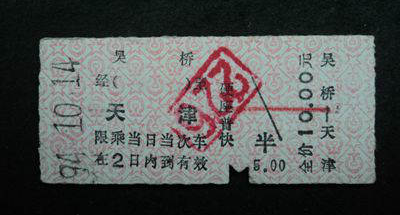 94 10 14
吴桥
经(
天津
限乘当日当次车
在2日内到有效
硬座普快
半
5.00
全价10.00元
吴桥-天津